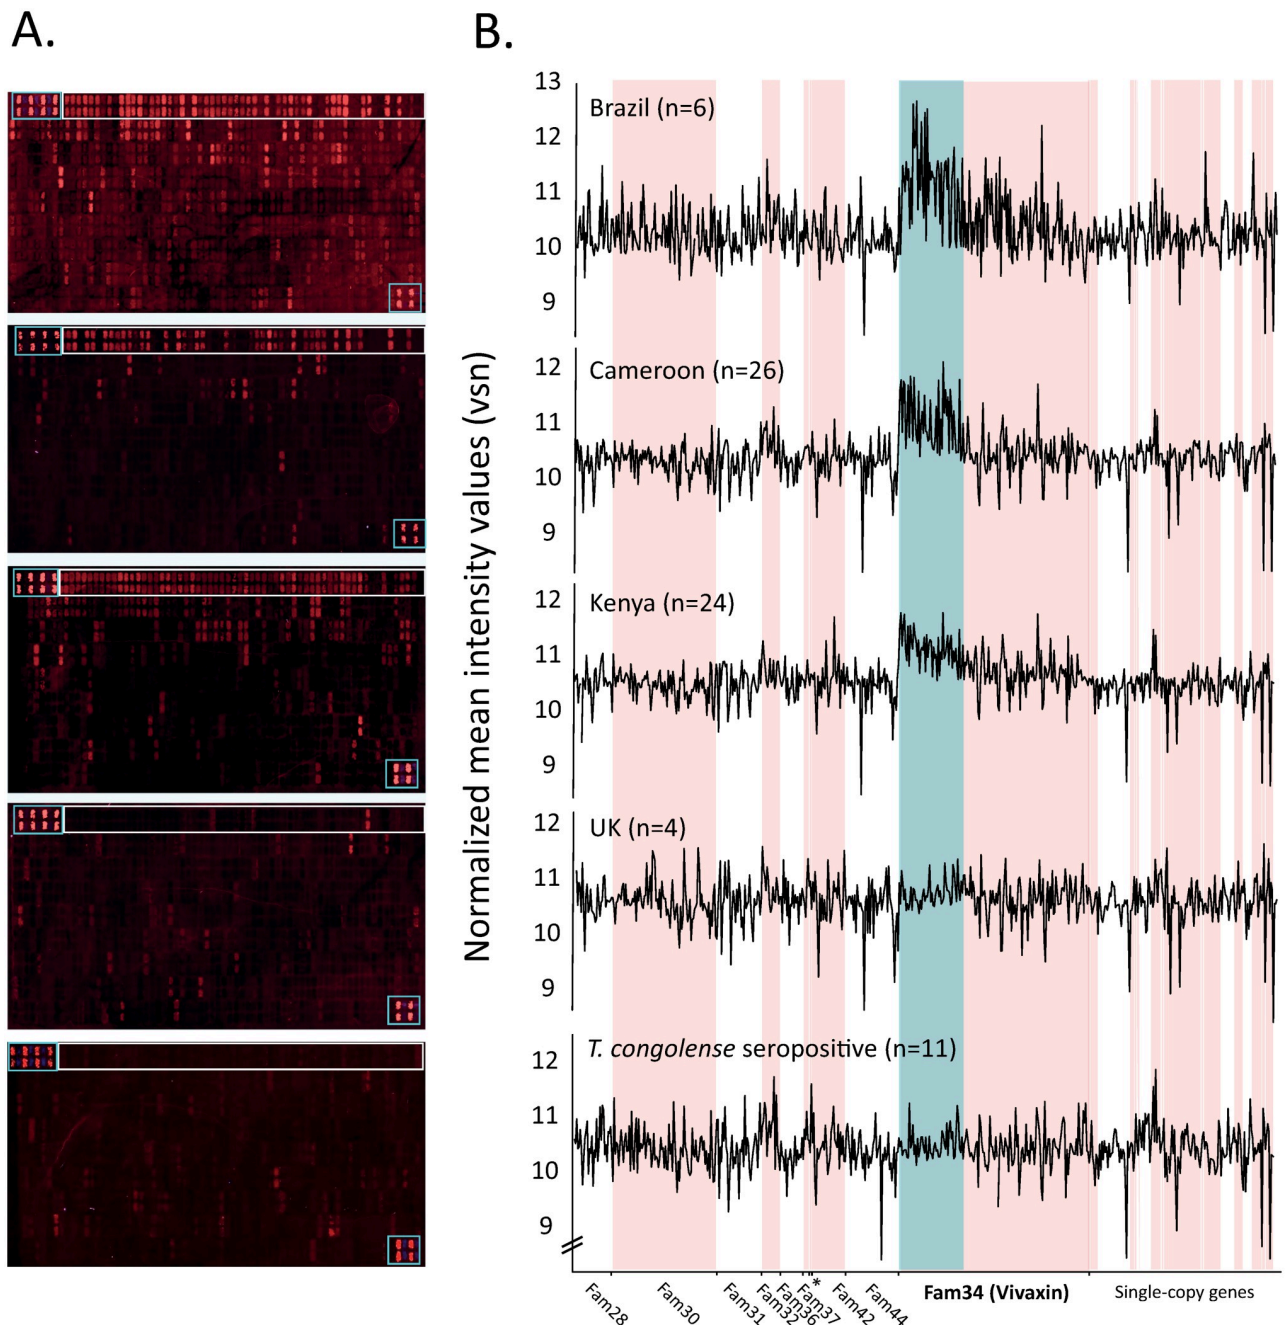 A.
B.
Normalized mean intensity values (vsn)
13
Brazil (n=6)
12
11
10
9
12
Cameroon (n=26)
11
10
9
12
Kenya (n=24)
11
10
9
12
UK (n=4)
11
10
9
T. congolense seropositive (n=11)
12
11
10
9
Fam28
Fam30
Fam31
Fam32
Fam36
Fam37
*
Fam42
Fam44
Fam34 (Vivaxin)
Single-copy genes